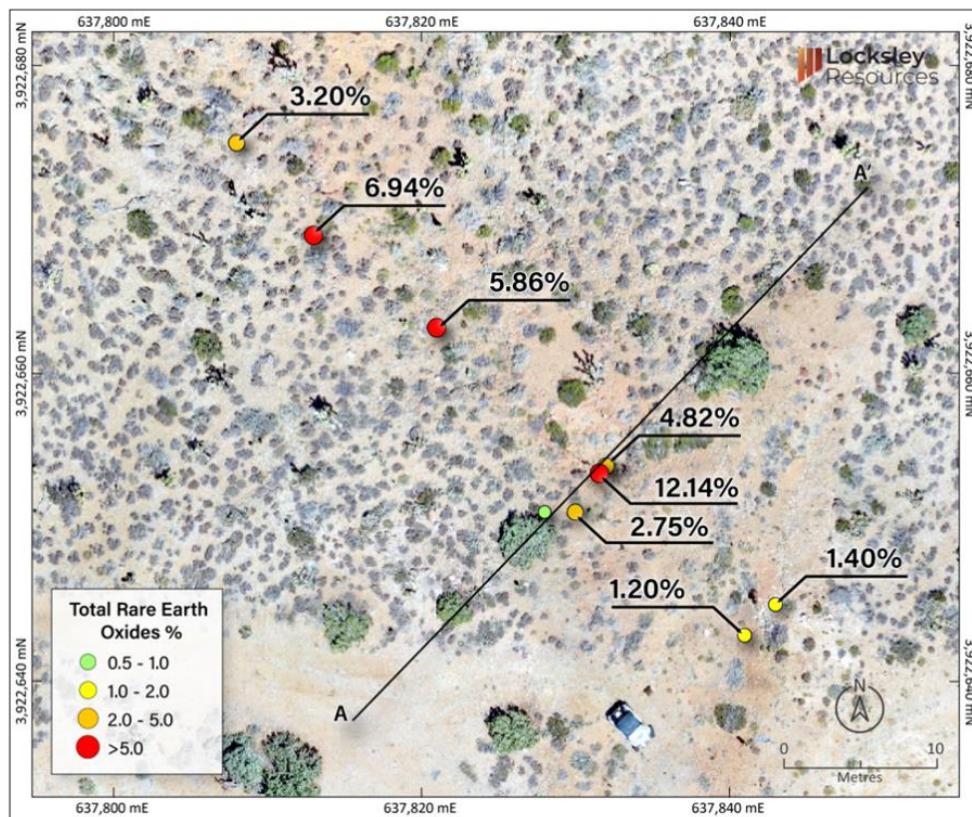 637,800 mE
637,820 mE
637,840 mE
3,922,680 mN
3,922,680 mN
Locksley
Resources
3.20%
6.94%
A'
5.86%
3,922,660 mN
3,922,660 mN
4.82%
12.14%
2.75%
1.40%
1.20%
Total Rare Earth
Oxides %
0.5 - 1.0
1.0 - 2.0
2.0 - 5.0
>5.0
3,922,640 mN
3,922,640 mN
A
N
0 10
Metres
637,800 mE
637,820 mE
637,840 mE